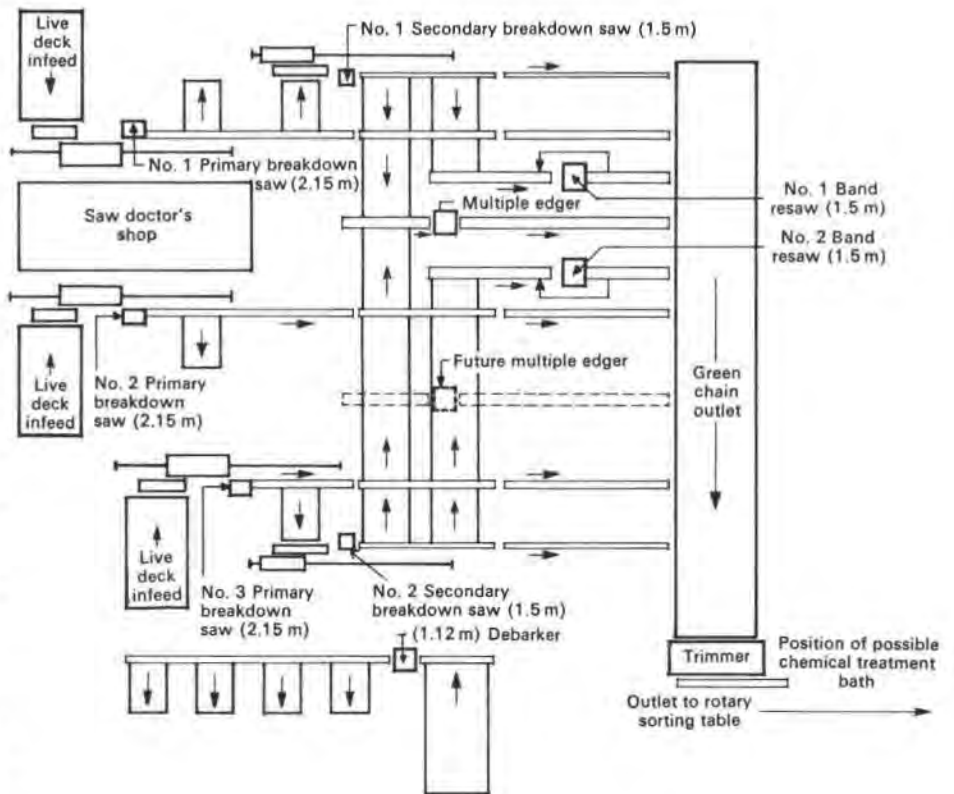 Live
deck
infeed
No. 1 Secondary breakdown saw (1.5 m)
No. 1 Primary breakdown
saw (2.15 m)
Saw doctor's
shop
Multiple edger
No. 1 Band
resaw (1.5 m)
No. 2 Band
resaw (1.5 m)
Live
deck
infeed
No. 2 Primary
breakdown
saw (2.15 m)
Future multiple
edger
Green
chain
outlet
Live
deck
infeed
No. 3 Primary
breakdown
saw (2.15 m)
No. 2 Secondary
breakdown saw (1.5 m)
(1.12 m) Debarker
Trimmer
Position of possible
chemical treatment
bath
Outlet to rotary
sorting table